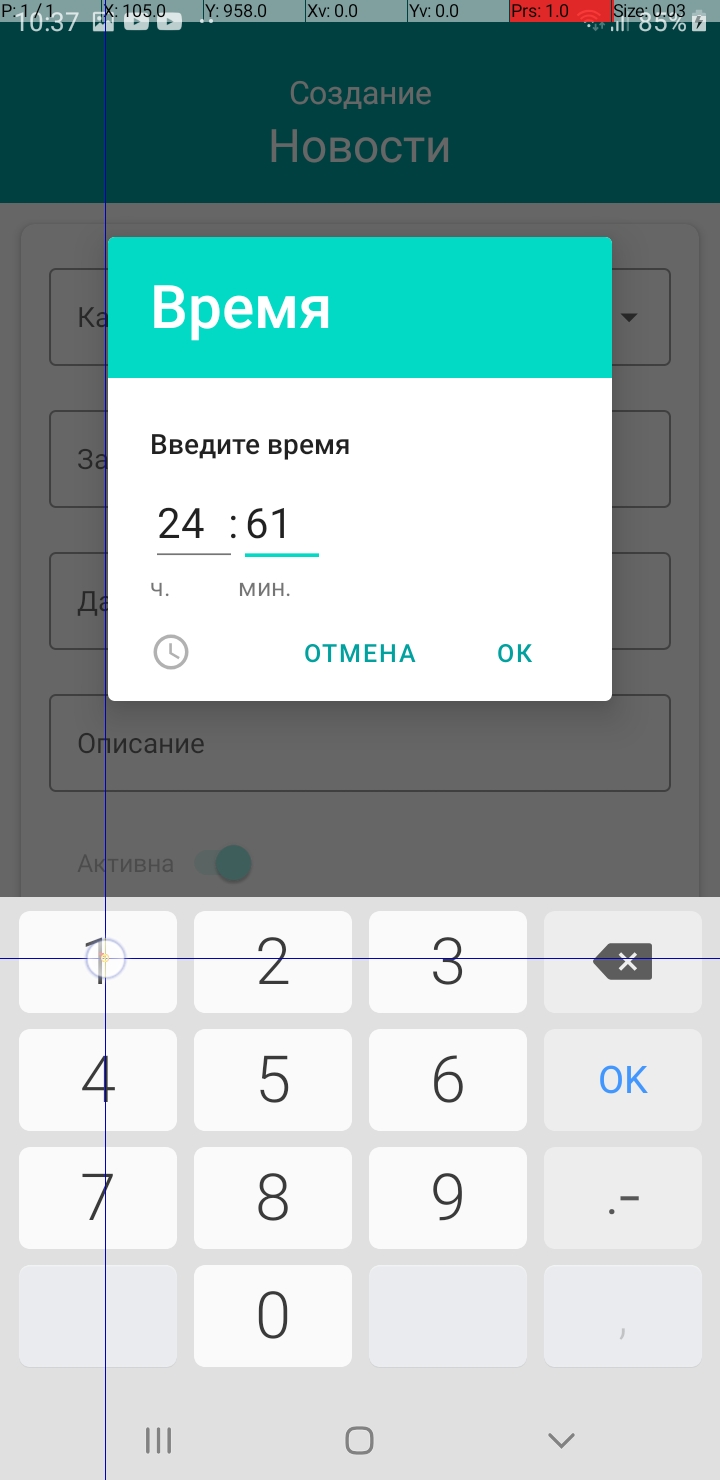 P: 1 / 1 X: 105.0 Y: 958.0 Xv: 0.0 Yv: 0.0 Prs: 1.0 Size: 0.03
10:37 85%
Создание
Новости
Ка
Время
За
Введите время
24 : 61
ч. мин.
Да
ОТМЕНА ОК
Описание
Активна
1 2 3
4 5 6 OK
7 8 9 .-
0 ,